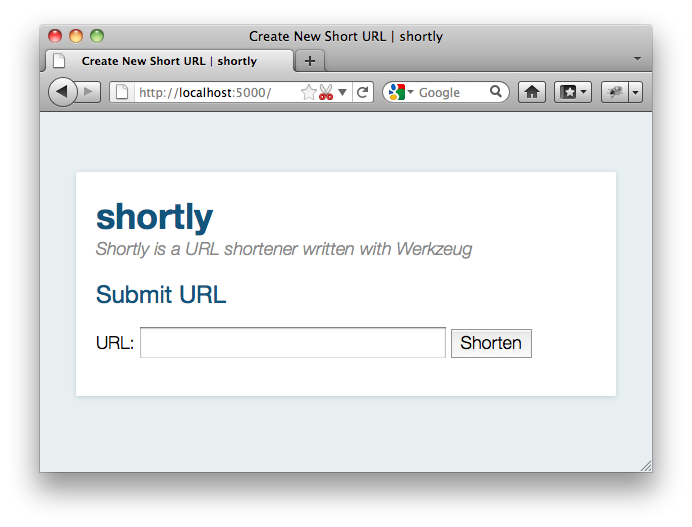 Create New Short URL | shortly
Create New Short URL | shortly
http://localhost:5000/
Google
shortly
Shortly is a URL shortener written with Werkzeug
Submit URL
URL:
Shorten